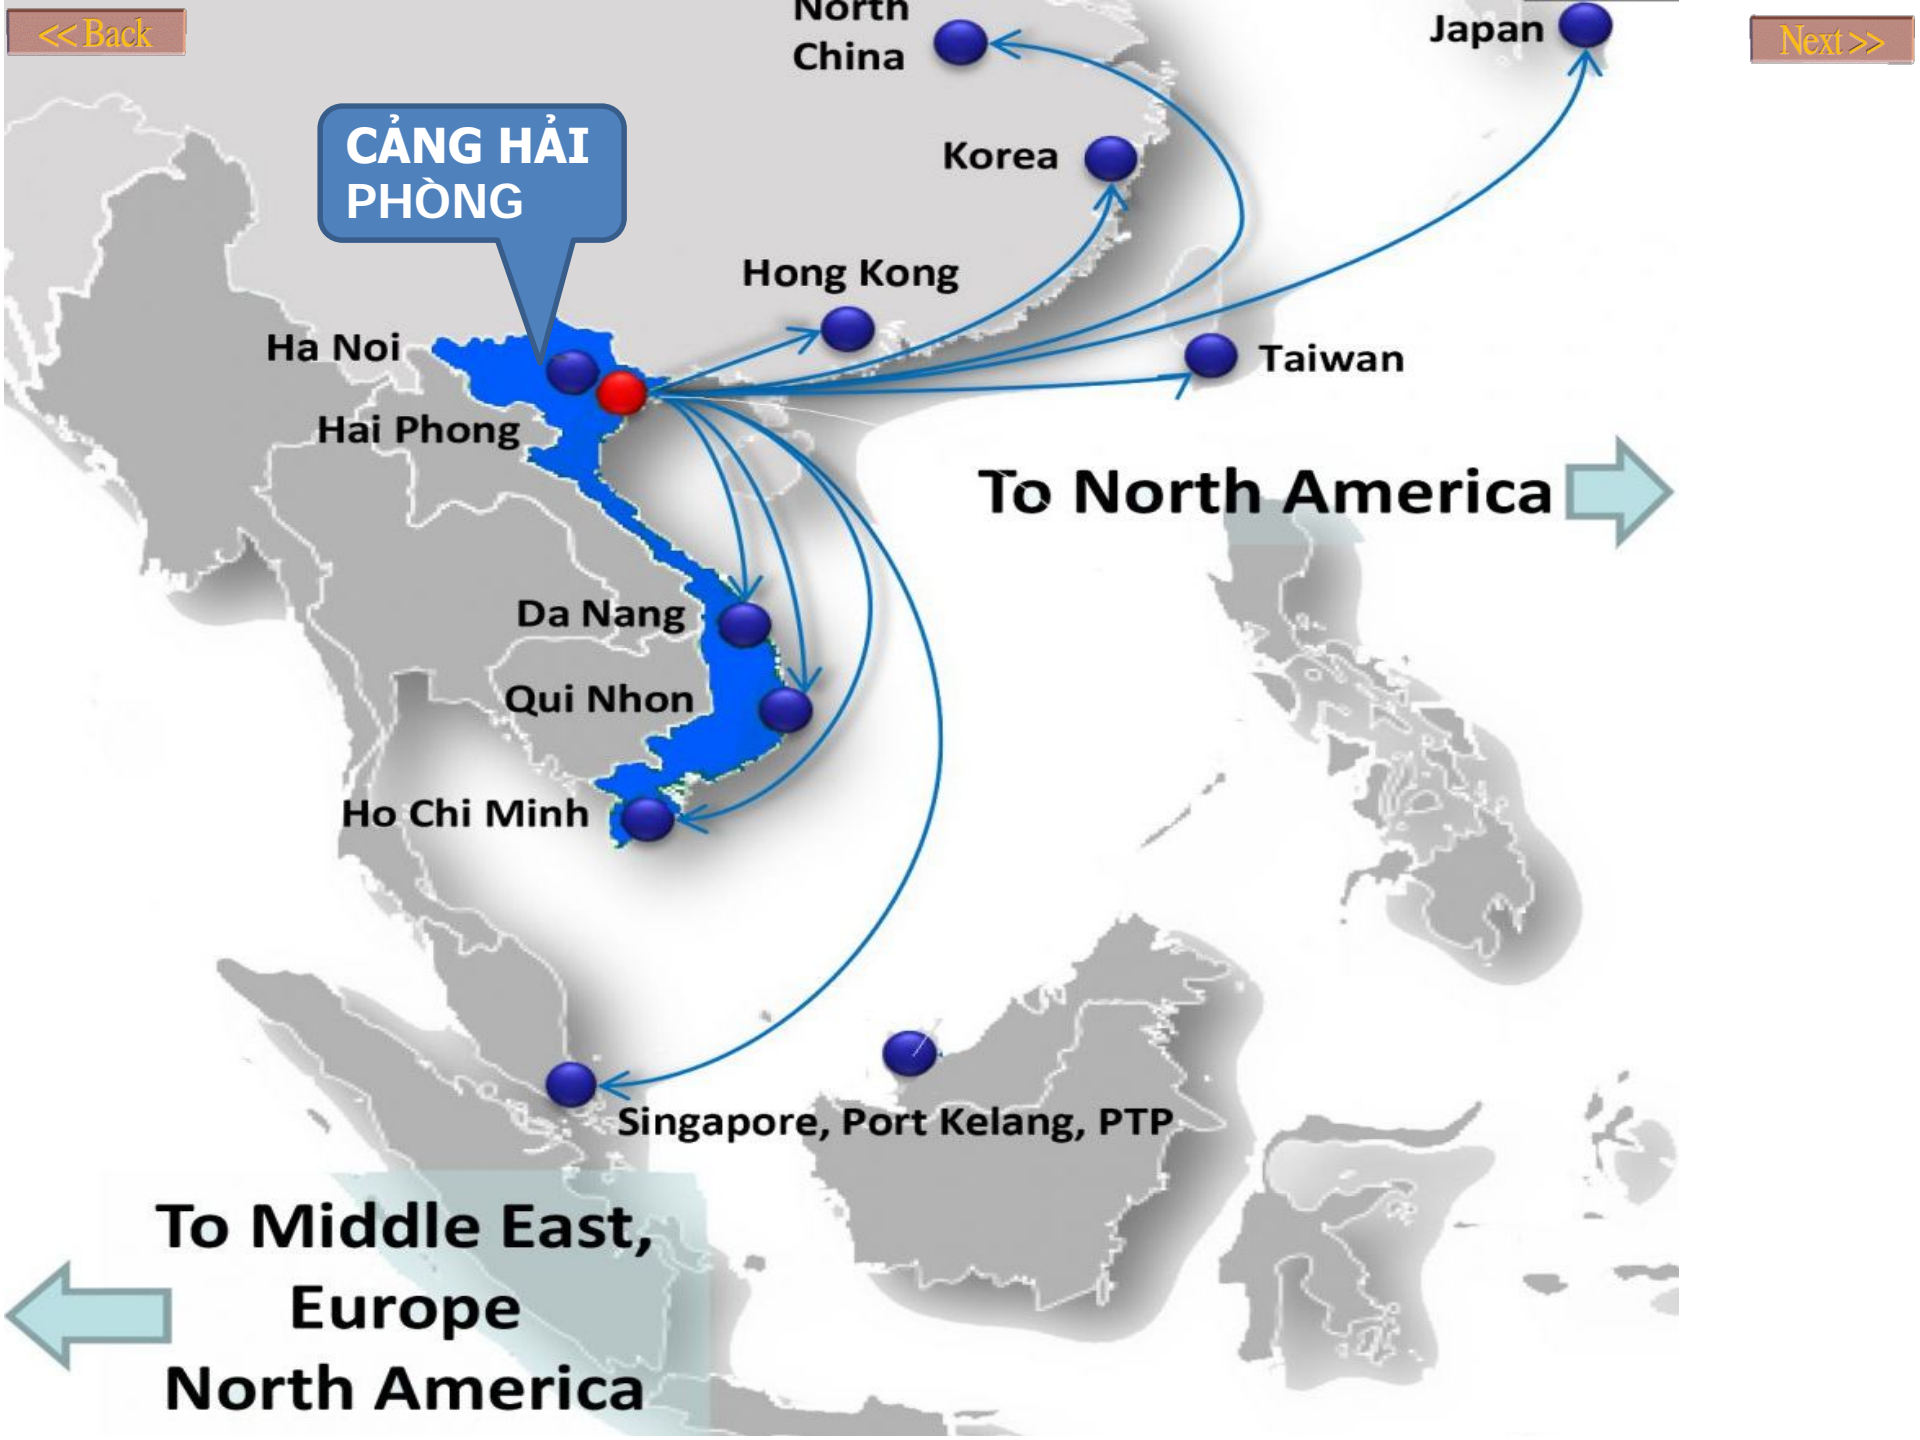 << Back
North
China
Japan
Next >>
CẢNG HẢI
PHÒNG
Korea
Hong Kong
Ha Noi
Taiwan
Hai Phong
To North America
Da Nang
Qui Nhon
Ho Chi Minh
Singapore, Port Kelang, PTP
To Middle East,
Europe
North America